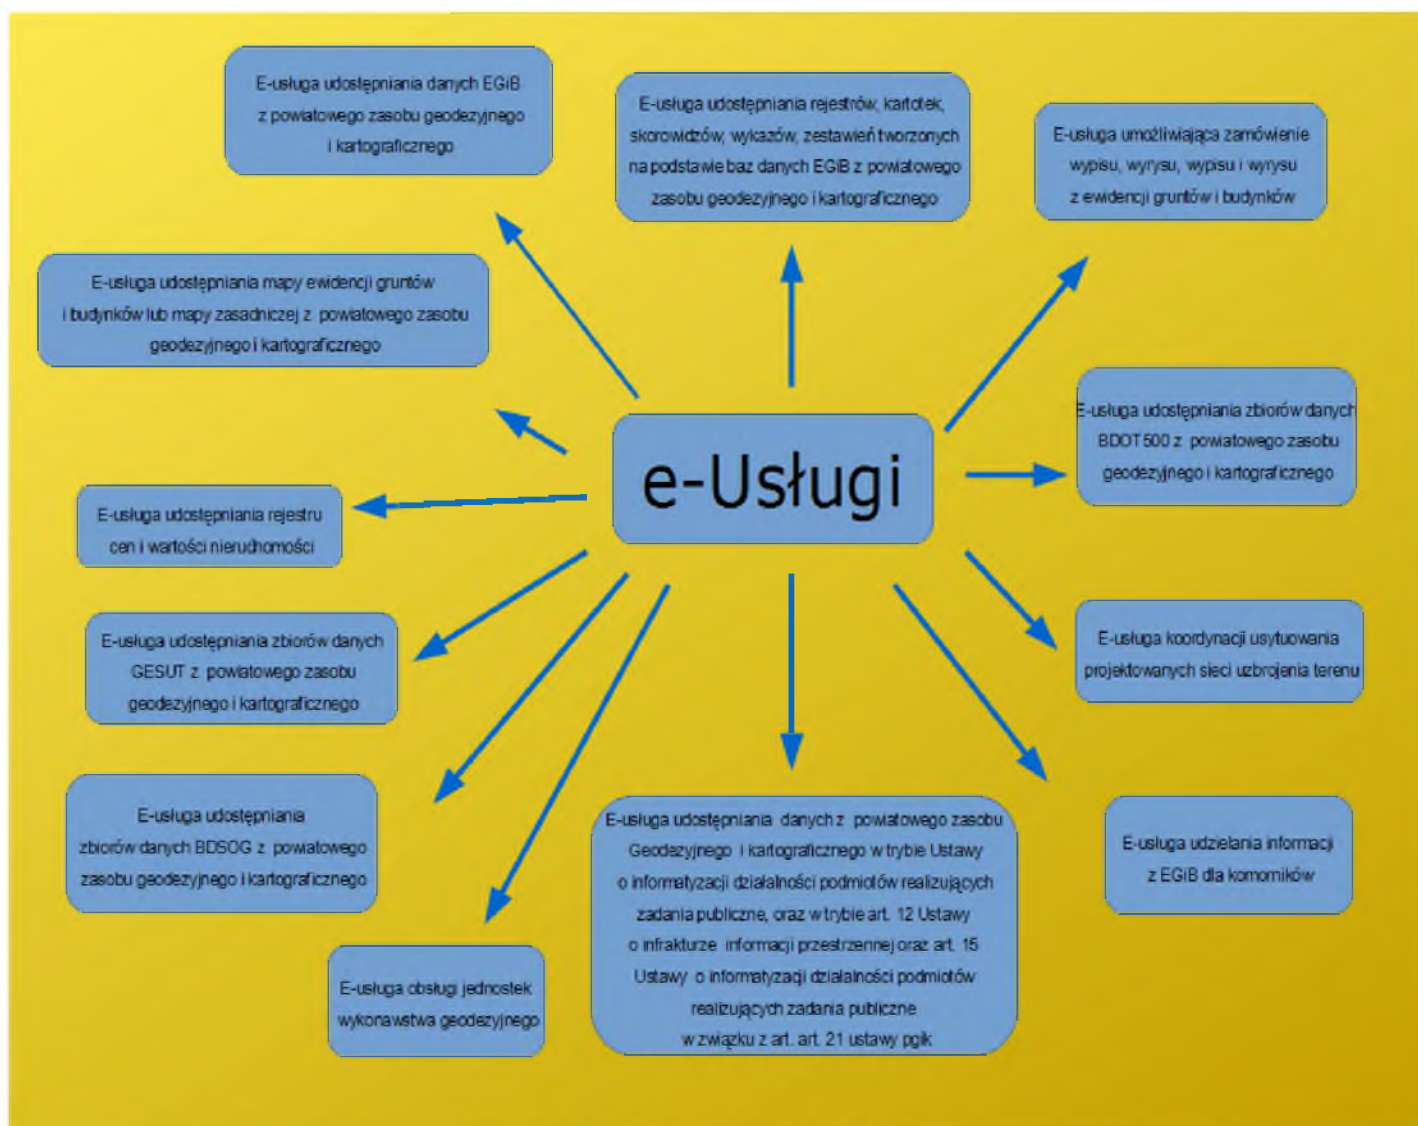 E-usługa udostępniania danych EGiB
z powiatowego zasobu geodezyjnego
i kartograficznego
E-usługa udostępniania rejestrów, kartotek,
skorowidzów, wykazów, zestawień tworzonych
na podstawie baz danych EGiB z powiatowego
zasobu geodezyjnego i kartograficznego
E-usługa umożliwiająca zamówienie
wypisu, wyrysu, wypisu i wyrysu
z ewidencji gruntów i budynków
E-usługa udostępniania mapy ewidencji gruntów
i budynków lub mapy zasadniczej z powiatowego zasobu
geodezyjnego i kartograficznego
E-usługa udostępniania zbiorów danych
BDOT500 z powiatowego zasobu
geodezyjnego i kartograficznego
e-Usługi
E-usługa udostępniania rejestru
cen i wartości nieruchomości
E-usługa udostępniania zbiorów danych
GESUT z powiatowego zasobu
geodezyjnego i kartograficznego
E-usługa koordynacji usytuowania
projektowanych sieci uzbrojenia terenu
E-usługa udostępniania
zbiorów danych BDSOG z powiatowego
zasobu geodezyjnego i kartograficznego
E-usługa udostępniania danych z powiatowego zasobu
Geodezyjnego i kartograficznego w trybie Ustawy
o informatyzacji działalności podmiotów realizujących
zadania publiczne, oraz w trybie art. 12 Ustawy
o infrakturze informacji przestrzennej oraz art. 15
Ustawy o informatyzacji działalności podmiotów
realizujących zadania publiczne
w związku z art. art. 21 ustawy pgik
E-usługa udzielania informacji
z EGiB dla komorników
E-usługa obsługi jednostek
wykonawstwa geodezyjnego